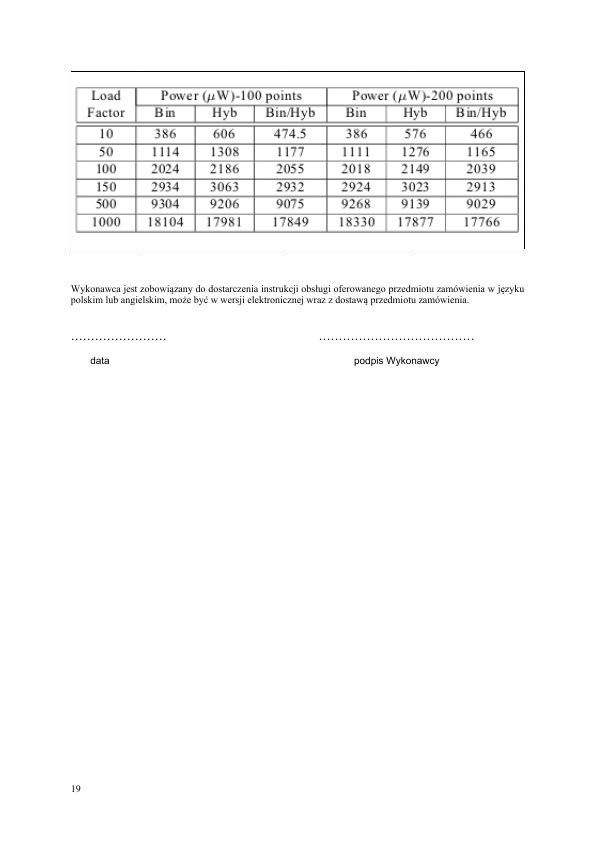 Load Power (μW)-100 points Power (μW)-200 points
Factor Bin Hyb Bin/Hyb Bin Hyb Bin/Hyb
10 386 606 474.5 386 576 466
50 1114 1308 1177 1111 1276 1165
100 2024 2186 2055 2018 2149 2039
150 2934 3063 2932 2924 3023 2913
500 9304 9206 9075 9268 9139 9029
1000 18104 17981 17849 18330 17877 17766
Wykonawca jest zobowiązany do dostarczenia instrukcji obsługi oferowanego przedmiotu zamówienia w języku
polskim lub angielskim, może być w wersji elektronicznej wraz z dostawą przedmiotu zamówienia.
........................ .......................................
data podpis Wykonawcy
19